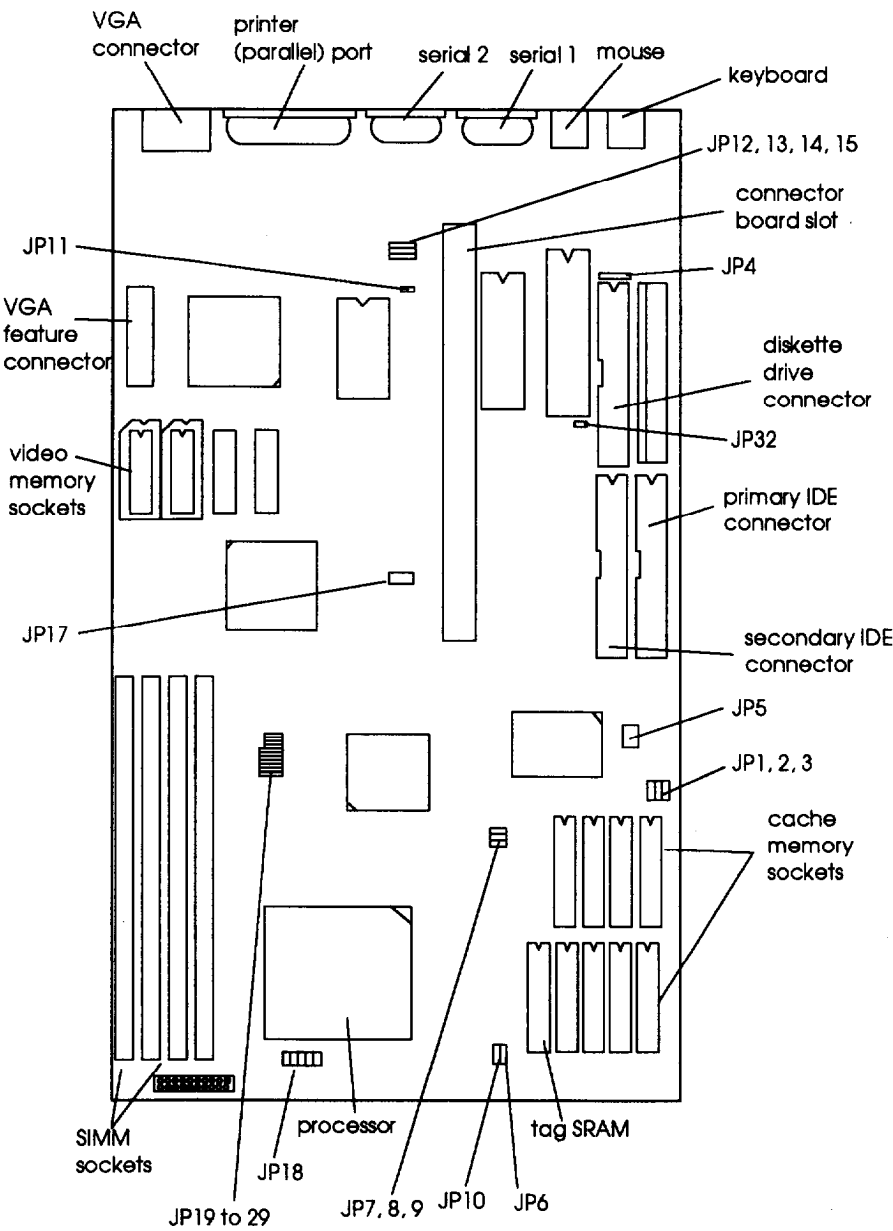 VGA
connector
printer
(parallel) port
serial 2
serial 1
mouse
keyboard
JP12, 13, 14, 15
connector
board slot
JP11
JP4
VGA
feature
connector
diskette
drive
connector
JP32
video
memory
sockets
primary IDE
connector
JP17
secondary IDE
connector
JP5
JP1, 2, 3
cache
memory
sockets
SIMM
sockets
processor
tag SRAM
JP18
JP19 to 29
JP7, 8, 9
JP10
JP6